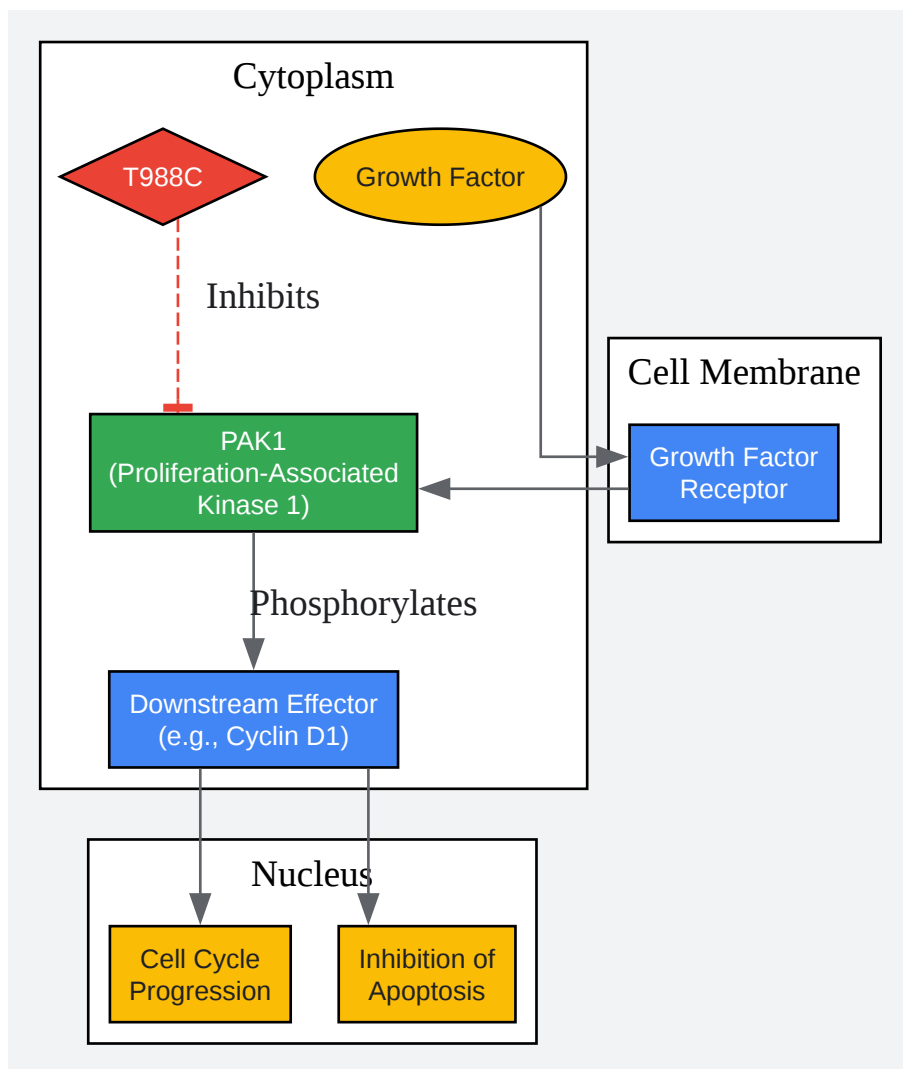 Cytoplasm
T988C
Growth Factor
Inhibits
Cell Membrane
PAK1
(Proliferation-Associated
Kinase 1)
Growth Factor
Receptor
Phosphorylates
Downstream Effector
(e.g., Cyclin D1)
Nucleus
Cell Cycle
Progression
Inhibition of
Apoptosis